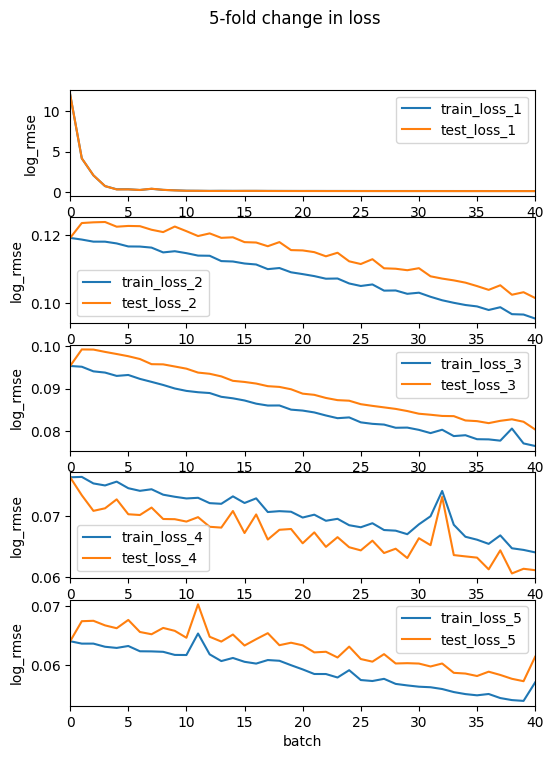 5-fold change in loss
log_rmse
10
5
0
train_loss_1
test_loss_1
0 5 10 15 20 25 30 35 40
log_rmse
0.12
0.10
train_loss_2
test_loss_2
0 5 10 15 20 25 30 35 40
log_rmse
0.10
0.09
0.08
train_loss_3
test_loss_3
0 5 10 15 20 25 30 35 40
log_rmse
0.07
0.06
train_loss_4
test_loss_4
0 5 10 15 20 25 30 35 40
log_rmse
0.07
0.06
train_loss_5
test_loss_5
0 5 10 15 20 25 30 35 40
batch